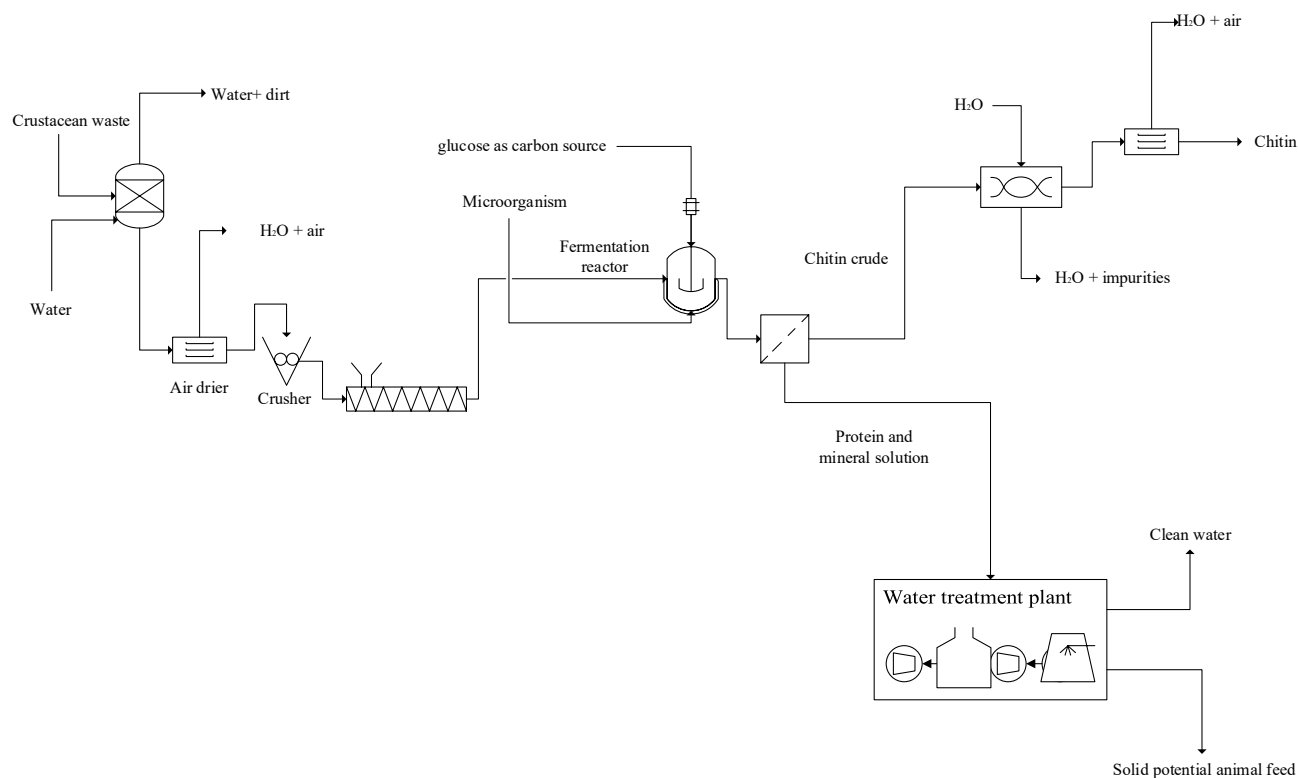 H₂O + air
Water+ dirt
Crustacean waste
H₂O
glucose as carbon source
Chitin
Microorganism
H₂O + air
Fermentation
reactor
Chitin crude
H₂O + impurities
Water
Air drier
Crusher
Protein and
mineral solution
Clean water
Water treatment plant
Solid potential animal feed